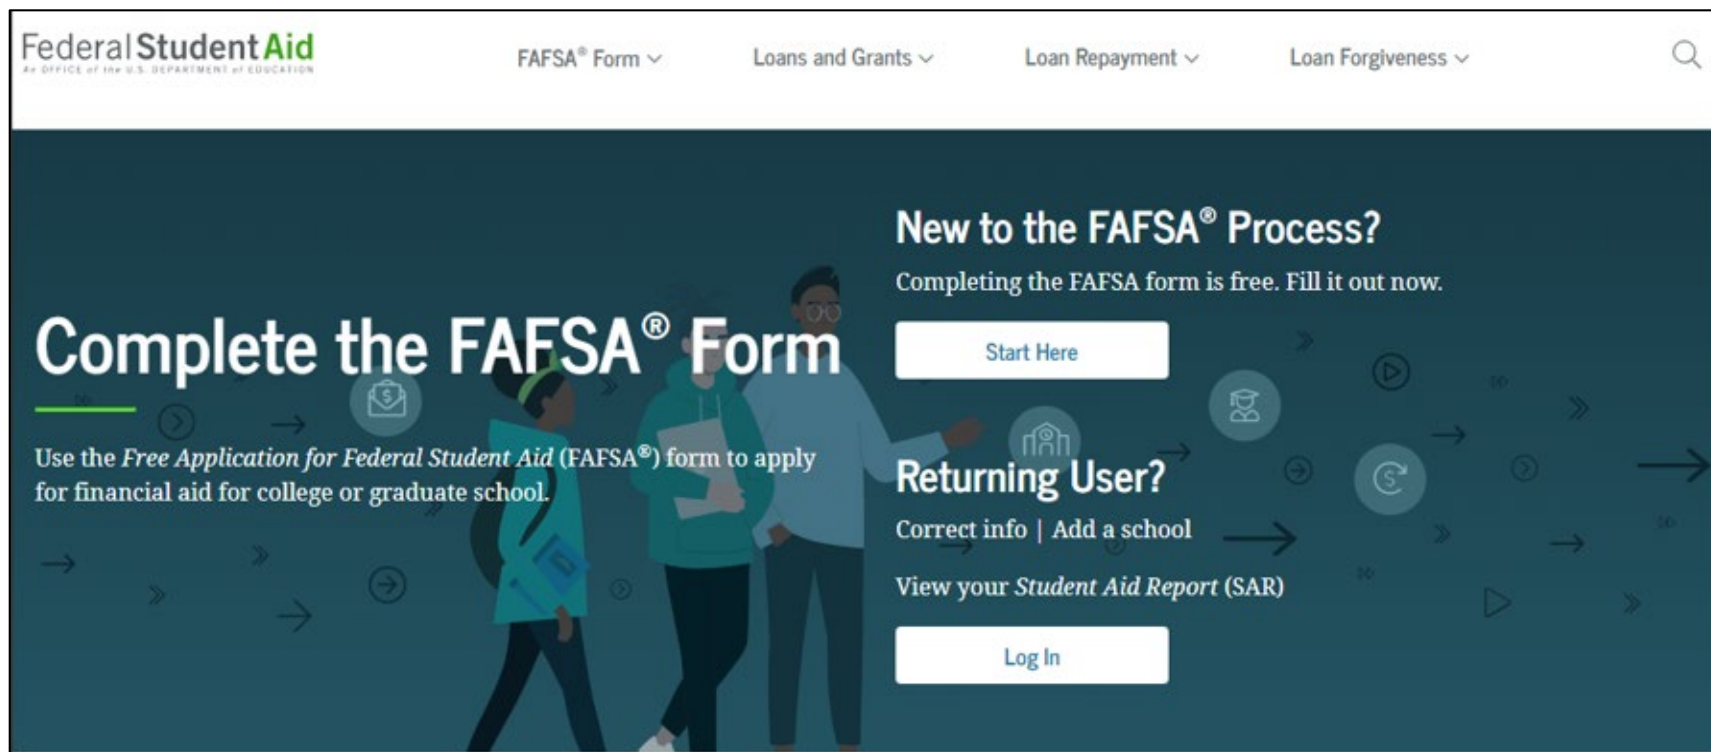 Federal Student Aid
An OFFICE of the U.S. DEPARTMENT of EDUCATION
FAFSA® Form
Loans and Grants
Loan Repayment
Loan Forgiveness
Complete the FAFSA® Form
Use the Free Application for Federal Student Aid (FAFSA®) form to apply
for financial aid for college or graduate school.
New to the FAFSA® Process?
Completing the FAFSA form is free. Fill it out now.
Start Here
Returning User?
Correct info | Add a school
View your Student Aid Report (SAR)
Log In